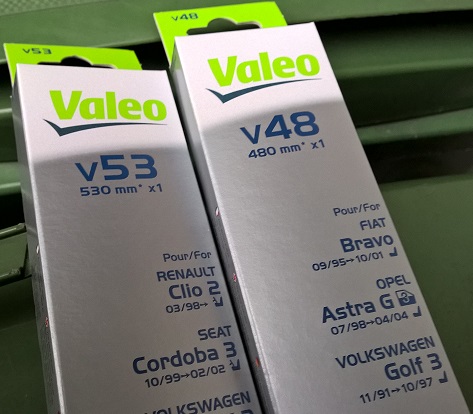 v53
Valeo
v53
530 mm* x1
Pour/For
RENAULT
Clio 2
03/98→
SEAT
Cordoba 3
10/99→02/02
VOLKSWAGEN
v48
Valeo
v48
480 mm x1
Pour/For
FIAT
Bravo
09/95→10/01
OPEL
Astra G
07/98→04/04
VOLKSWAGEN
Golf 3
11/91→10/97